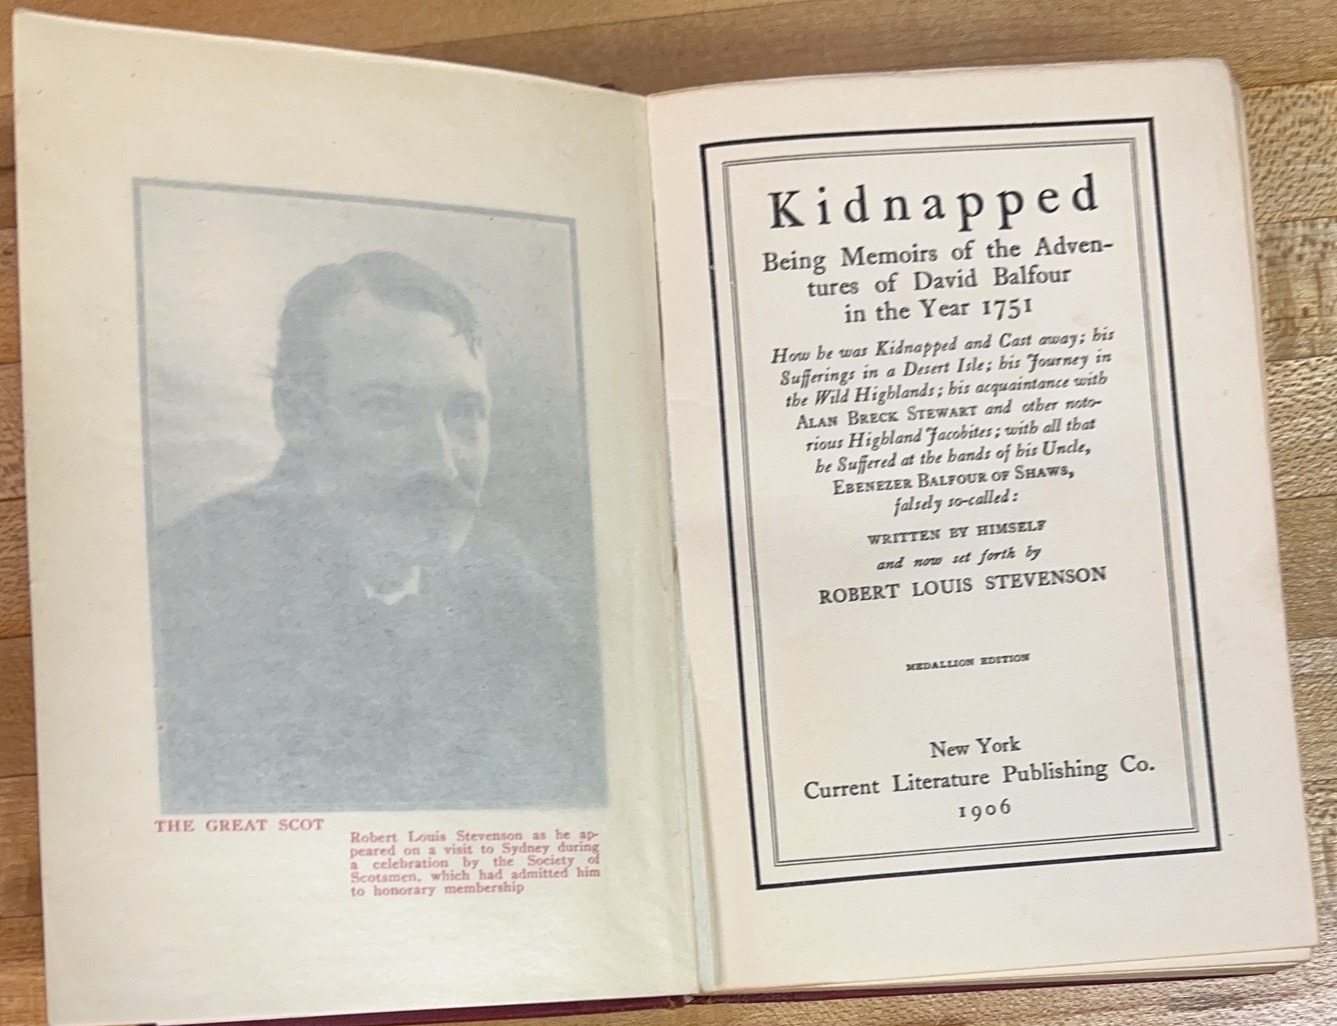 THE GREAT SCOT
Robert Louis Stevenson as he ap-
peared on a visit to Sydney during
a celebration by the Society of
Scotsmen, which had admitted him
to honorary membership
Kidnapped
Being Memoirs of the Adven-
tures of David Balfour
in the Year 1751
How he was Kidnapped and Cast away; his
Sufferings in a Desert Isle; his Journey in
the Wild Highlands; his acquaintance with
ALAN BRECK STEWART and other noto-
rious Highland Jacobites; with all that
he Suffered at the hands of his Uncle,
EBENEZER BALFOUR OF SHAWS,
falsely so-called:
WRITTEN BY HIMSELF
and now set forth by
ROBERT LOUIS STEVENSON
MEDALLION EDITION
New York
Current Literature Publishing Co.
1906